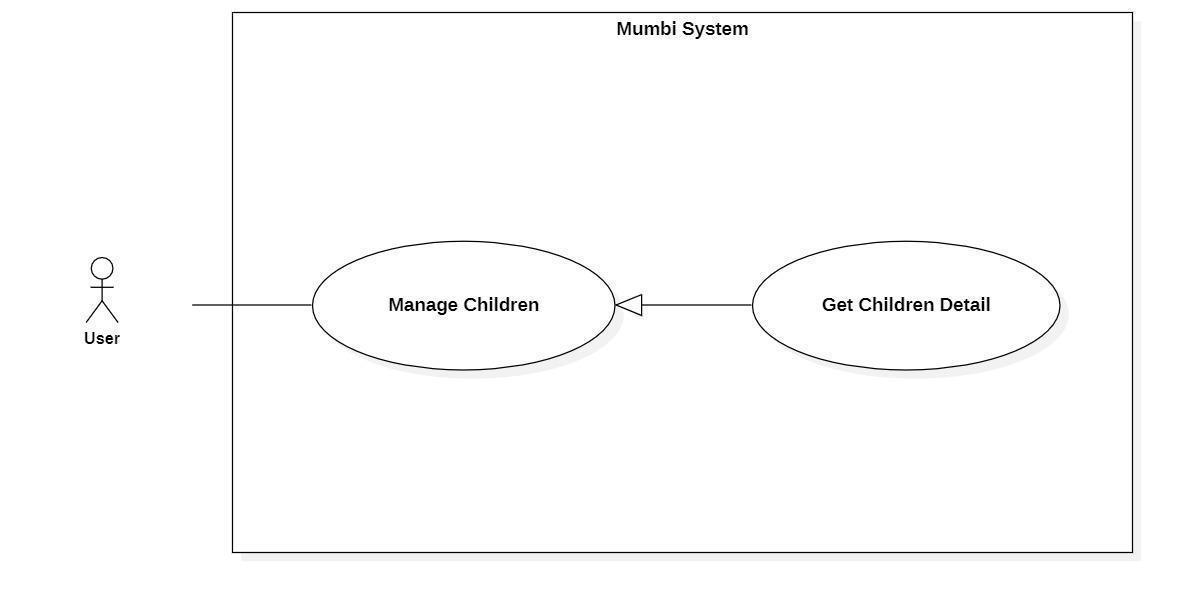 Mumbi System
Manage Children
Get Children Detail
User